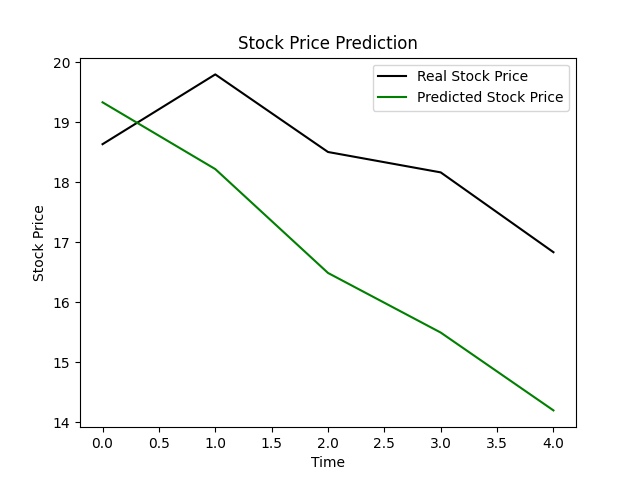 Stock Price Prediction
Real Stock Price
Predicted Stock Price
Stock Price
20
19
18
17
16
15
14
0.0 0.5 1.0 1.5 2.0 2.5 3.0 3.5 4.0
Time